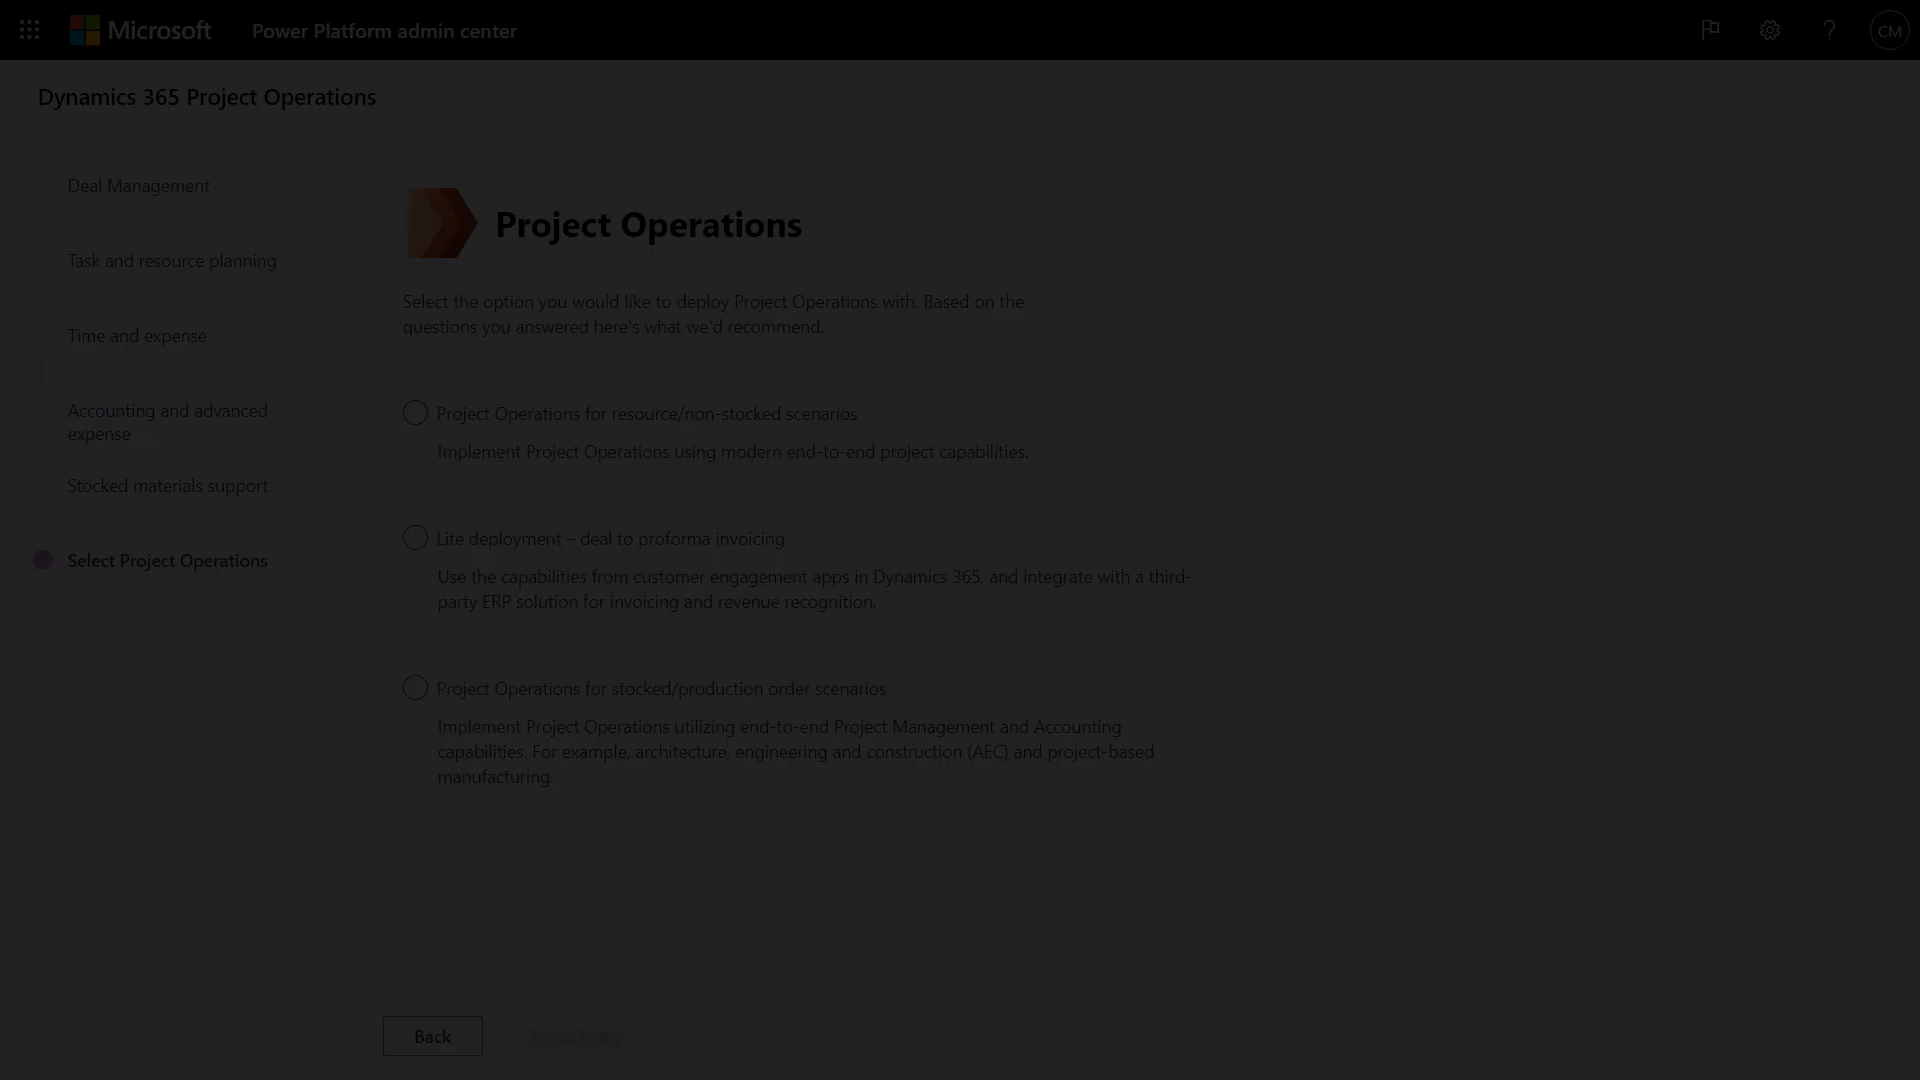 Microsoft
Power Platform admin center
CM
Dynamics 365 Project Operations
Deal Management
Task and resource planning
Time and expense
Accounting and advanced
expense
Stocked materials support
Select Project Operations
Project Operations
Select the option you would like to deploy Project Operations with. Based on the
questions you answered here's what we'd recommend.
Project Operations for resource/non-stocked scenarios
Implement Project Operations using modern end-to-end project capabilities.
Lite deployment – deal to proforma invoicing
Use the capabilities from customer engagement apps in Dynamics 365, and integrate with a third-
party ERP solution for invoicing and revenue recognition.
Project Operations for stocked/production order scenarios
Implement Project Operations utilizing end-to-end Project Management and Accounting
capabilities. For example, architecture, engineering and construction (AEC) and project-based
manufacturing.
Back